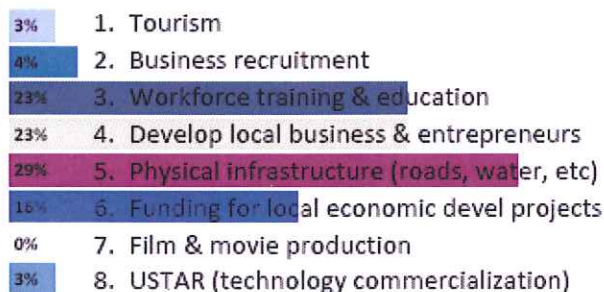 3% 1. Tourism
4% 2. Business recruitment
23% 3. Workforce training & education
23% 4. Develop local business & entrepreneurs
29% 5. Physical infrastructure (roads, water, etc)
16% 6. Funding for local economic devel projects
0% 7. Film & movie production
3% 8. USTAR (technology commercialization)